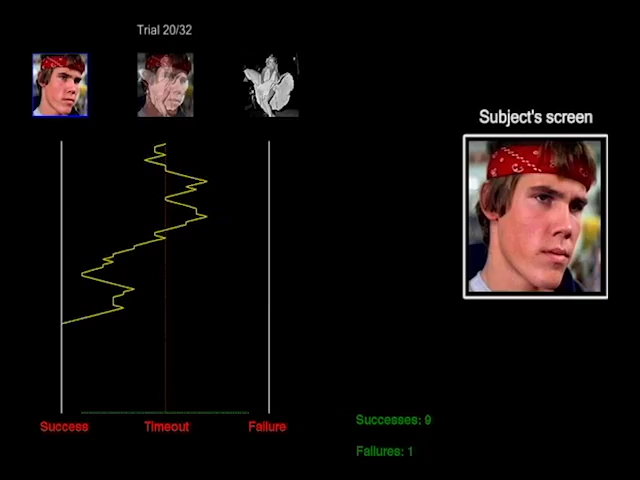 Trial 20/32
Subject's screen
Success
Timeout
Failure
Successes: 9
Failures: 1